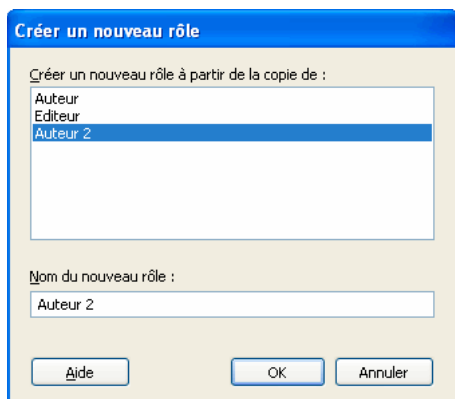 Créer un nouveau rôle
Créer un nouveau rôle à partir de la copie de :
Auteur
Editeur
Auteur 2
Nom du nouveau rôle :
Auteur 2
Aide OK Annuler